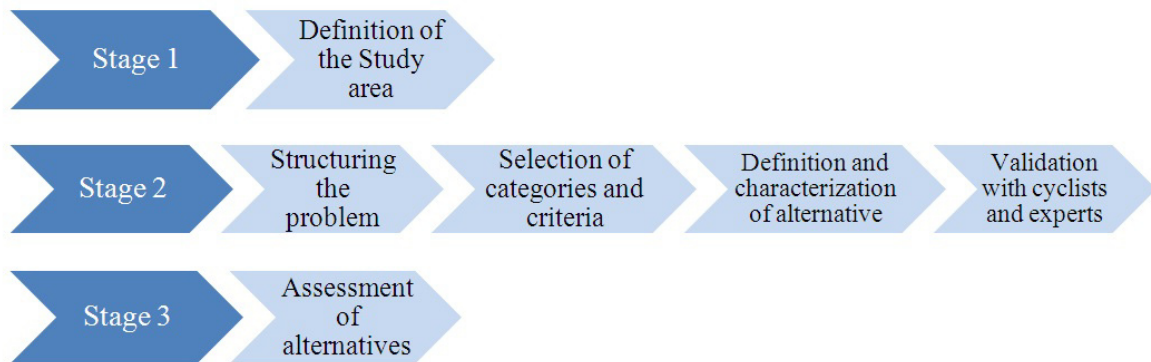 Stage 1
Definition of
the Study
area
Stage 2
Structuring
the
problem
Selection of
categories and
criteria
Definition and
characterization
of alternative
Validation
with cyclists
and experts
Stage 3
Assessment
of
alternatives